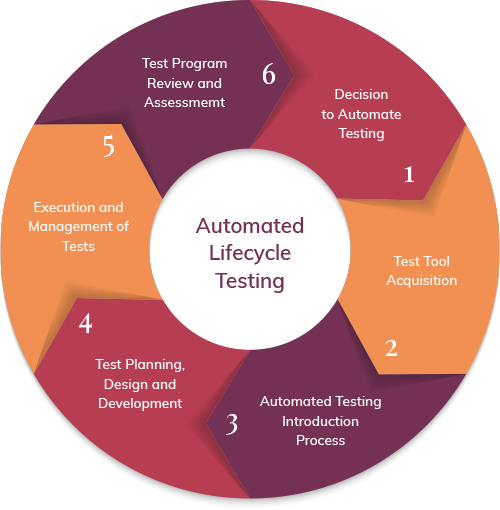 Automated
Lifecycle
Testing
Decision
to Automate
Testing
1
Test Tool
Acquisition
2
Automated Testing
Introduction
Process
3
Test Planning,
Design and
Development
4
Execution and
Management of
Tests
5
Test Program
Review and
Assessmemt
6